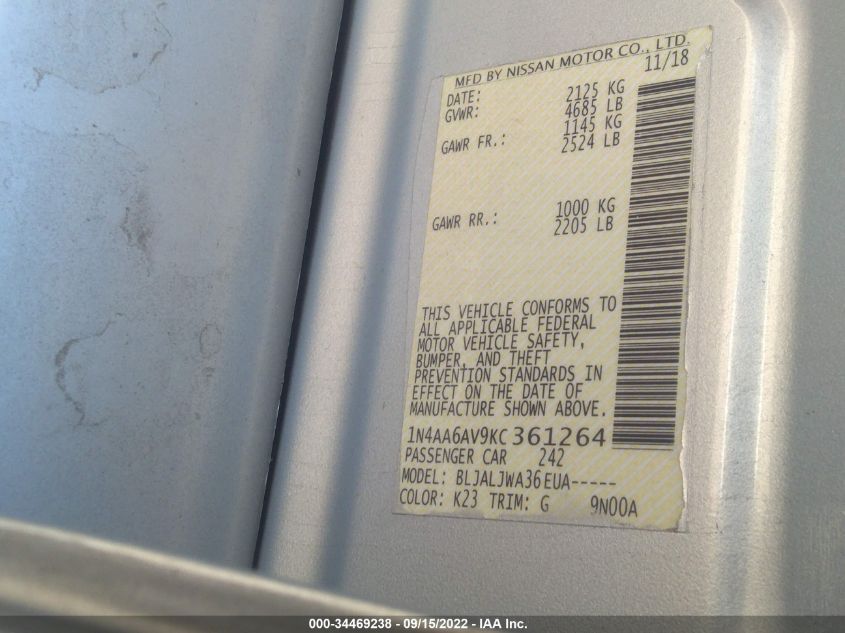 MFD BY NISSAN MOTOR CO., LTD.
DATE: 11/18
GVWR: 2125 KG
4685 LB
GAWR FR.: 1145 KG
2524 LB
GAWR RR.: 1000 KG
2205 LB
THIS VEHICLE CONFORMS TO
ALL APPLICABLE FEDERAL
MOTOR VEHICLE SAFETY,
BUMPER, AND THEFT
PREVENTION STANDARDS IN
EFFECT ON THE DATE OF
MANUFACTURE SHOWN ABOVE.
1N4AA6AV9KC361264
PASSENGER CAR 242
MODEL: BLJALJWA36EUA-----
COLOR: K23 TRIM: G 9N00A
000-34469238 - 09/15/2022 - IAA Inc.